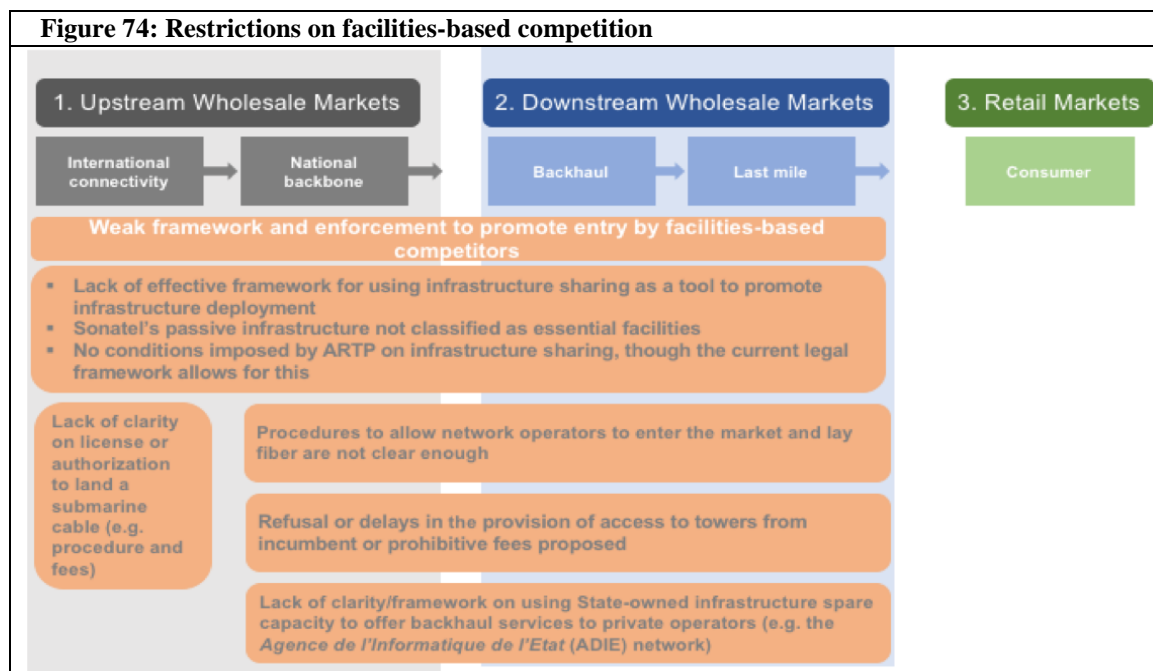 Figure 74: Restrictions on facilities-based competition
1. Upstream Wholesale Markets
2. Downstream Wholesale Markets
3. Retail Markets
International
connectivity
National
backbone
Backhaul
Last mile
Consumer
Weak framework and enforcement to promote entry by facilities-based
competitors
▪ Lack of effective framework for using infrastructure sharing as a tool to promote
infrastructure deployment
▪ Sonatel's passive infrastructure not classified as essential facilities
▪ No conditions imposed by ARTP on infrastructure sharing, though the current legal
framework allows for this
Lack of clarity
on license or
authorization
to land a
submarine
cable (e.g.
procedure and
fees)
Procedures to allow network operators to enter the market and lay
fiber are not clear enough
Refusal or delays in the provision of access to towers from
incumbent or prohibitive fees proposed
Lack of clarity/framework on using State-owned infrastructure spare
capacity to offer backhaul services to private operators (e.g. the
Agence de l'Informatique de l'Etat (ADIE) network)